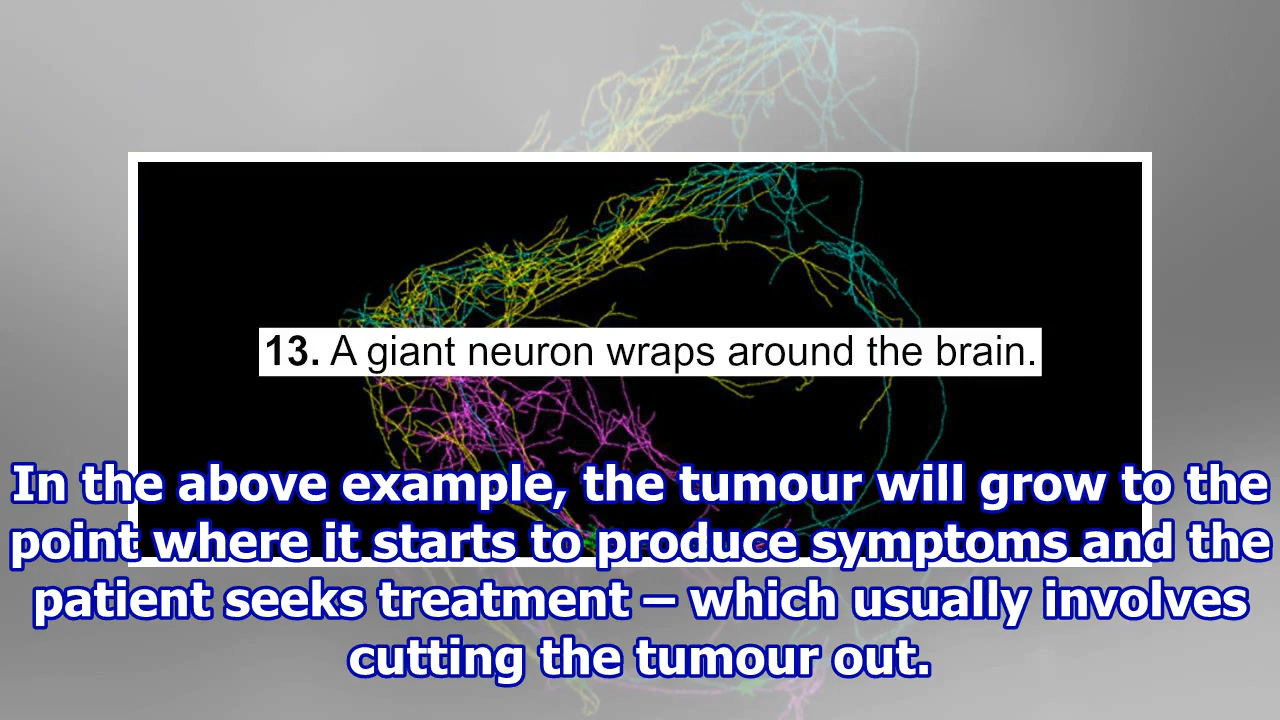 13. A giant neuron wraps around the brain.
In the above example, the tumour will grow to the
point where it starts to produce symptoms and the
patient seeks treatment – which usually involves
cutting the tumour out.